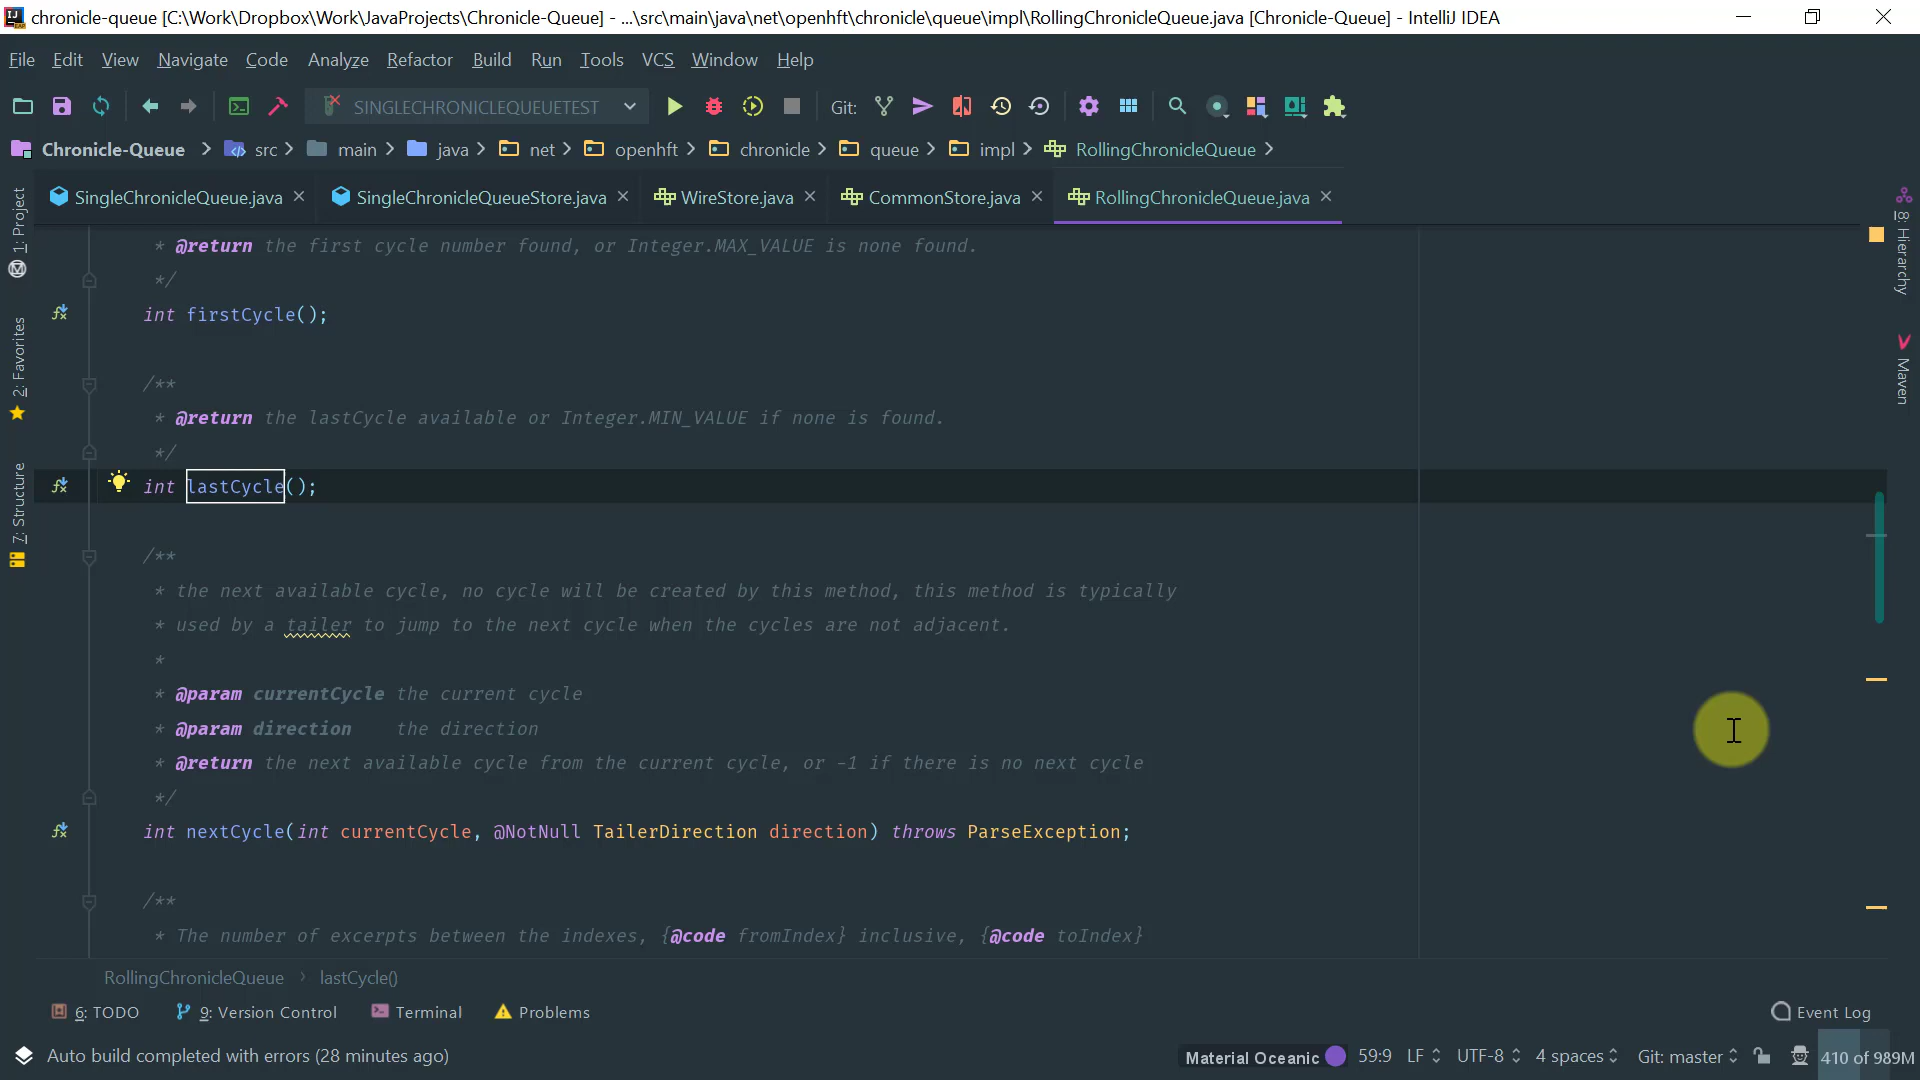 chronicle-queue [C:\Work\Dropbox\Work\JavaProjects\Chronicle-Queue] - ...\src\main\java\net\openhft\chronicle\queue\impl\RollingChronicleQueue.java [Chronicle-Queue] - IntelliJ IDEA
File Edit View Navigate Code Analyze Refactor Build Run Tools VCS Window Help
SINGLECHRONICLEQUEUETEST Git:
Chronicle-Queue > src > main > java > net > openhft > chronicle > queue > impl > RollingChronicleQueue >
SingleChronicleQueue.java SingleChronicleQueueStore.java WireStore.java CommonStore.java RollingChronicleQueue.java
1: Project
2: Favorites
7: Structure
8: Hierarchy
Maven
* @return the first cycle number found, or Integer.MAX_VALUE is none found.
*/
int firstCycle();
/**
* @return the lastCycle available or Integer.MIN_VALUE if none is found.
*/
int lastCycle();
/**
* the next available cycle, no cycle will be created by this method, this method is typically
* used by a tailer to jump to the next cycle when the cycles are not adjacent.
*
* @param currentCycle the current cycle
* @param direction    the direction
* @return the next available cycle from the current cycle, or -1 if there is no next cycle
*/
int nextCycle(int currentCycle, @NotNull TailerDirection direction) throws ParseException;
/**
* The number of excerpts between the indexes, {@code fromIndex} inclusive, {@code toIndex}
RollingChronicleQueue > lastCycle()
6: TODO 9: Version Control Terminal Problems Event Log
Auto build completed with errors (28 minutes ago) Material Oceanic 59:9 LF UTF-8 4 spaces Git: master 410 of 989M